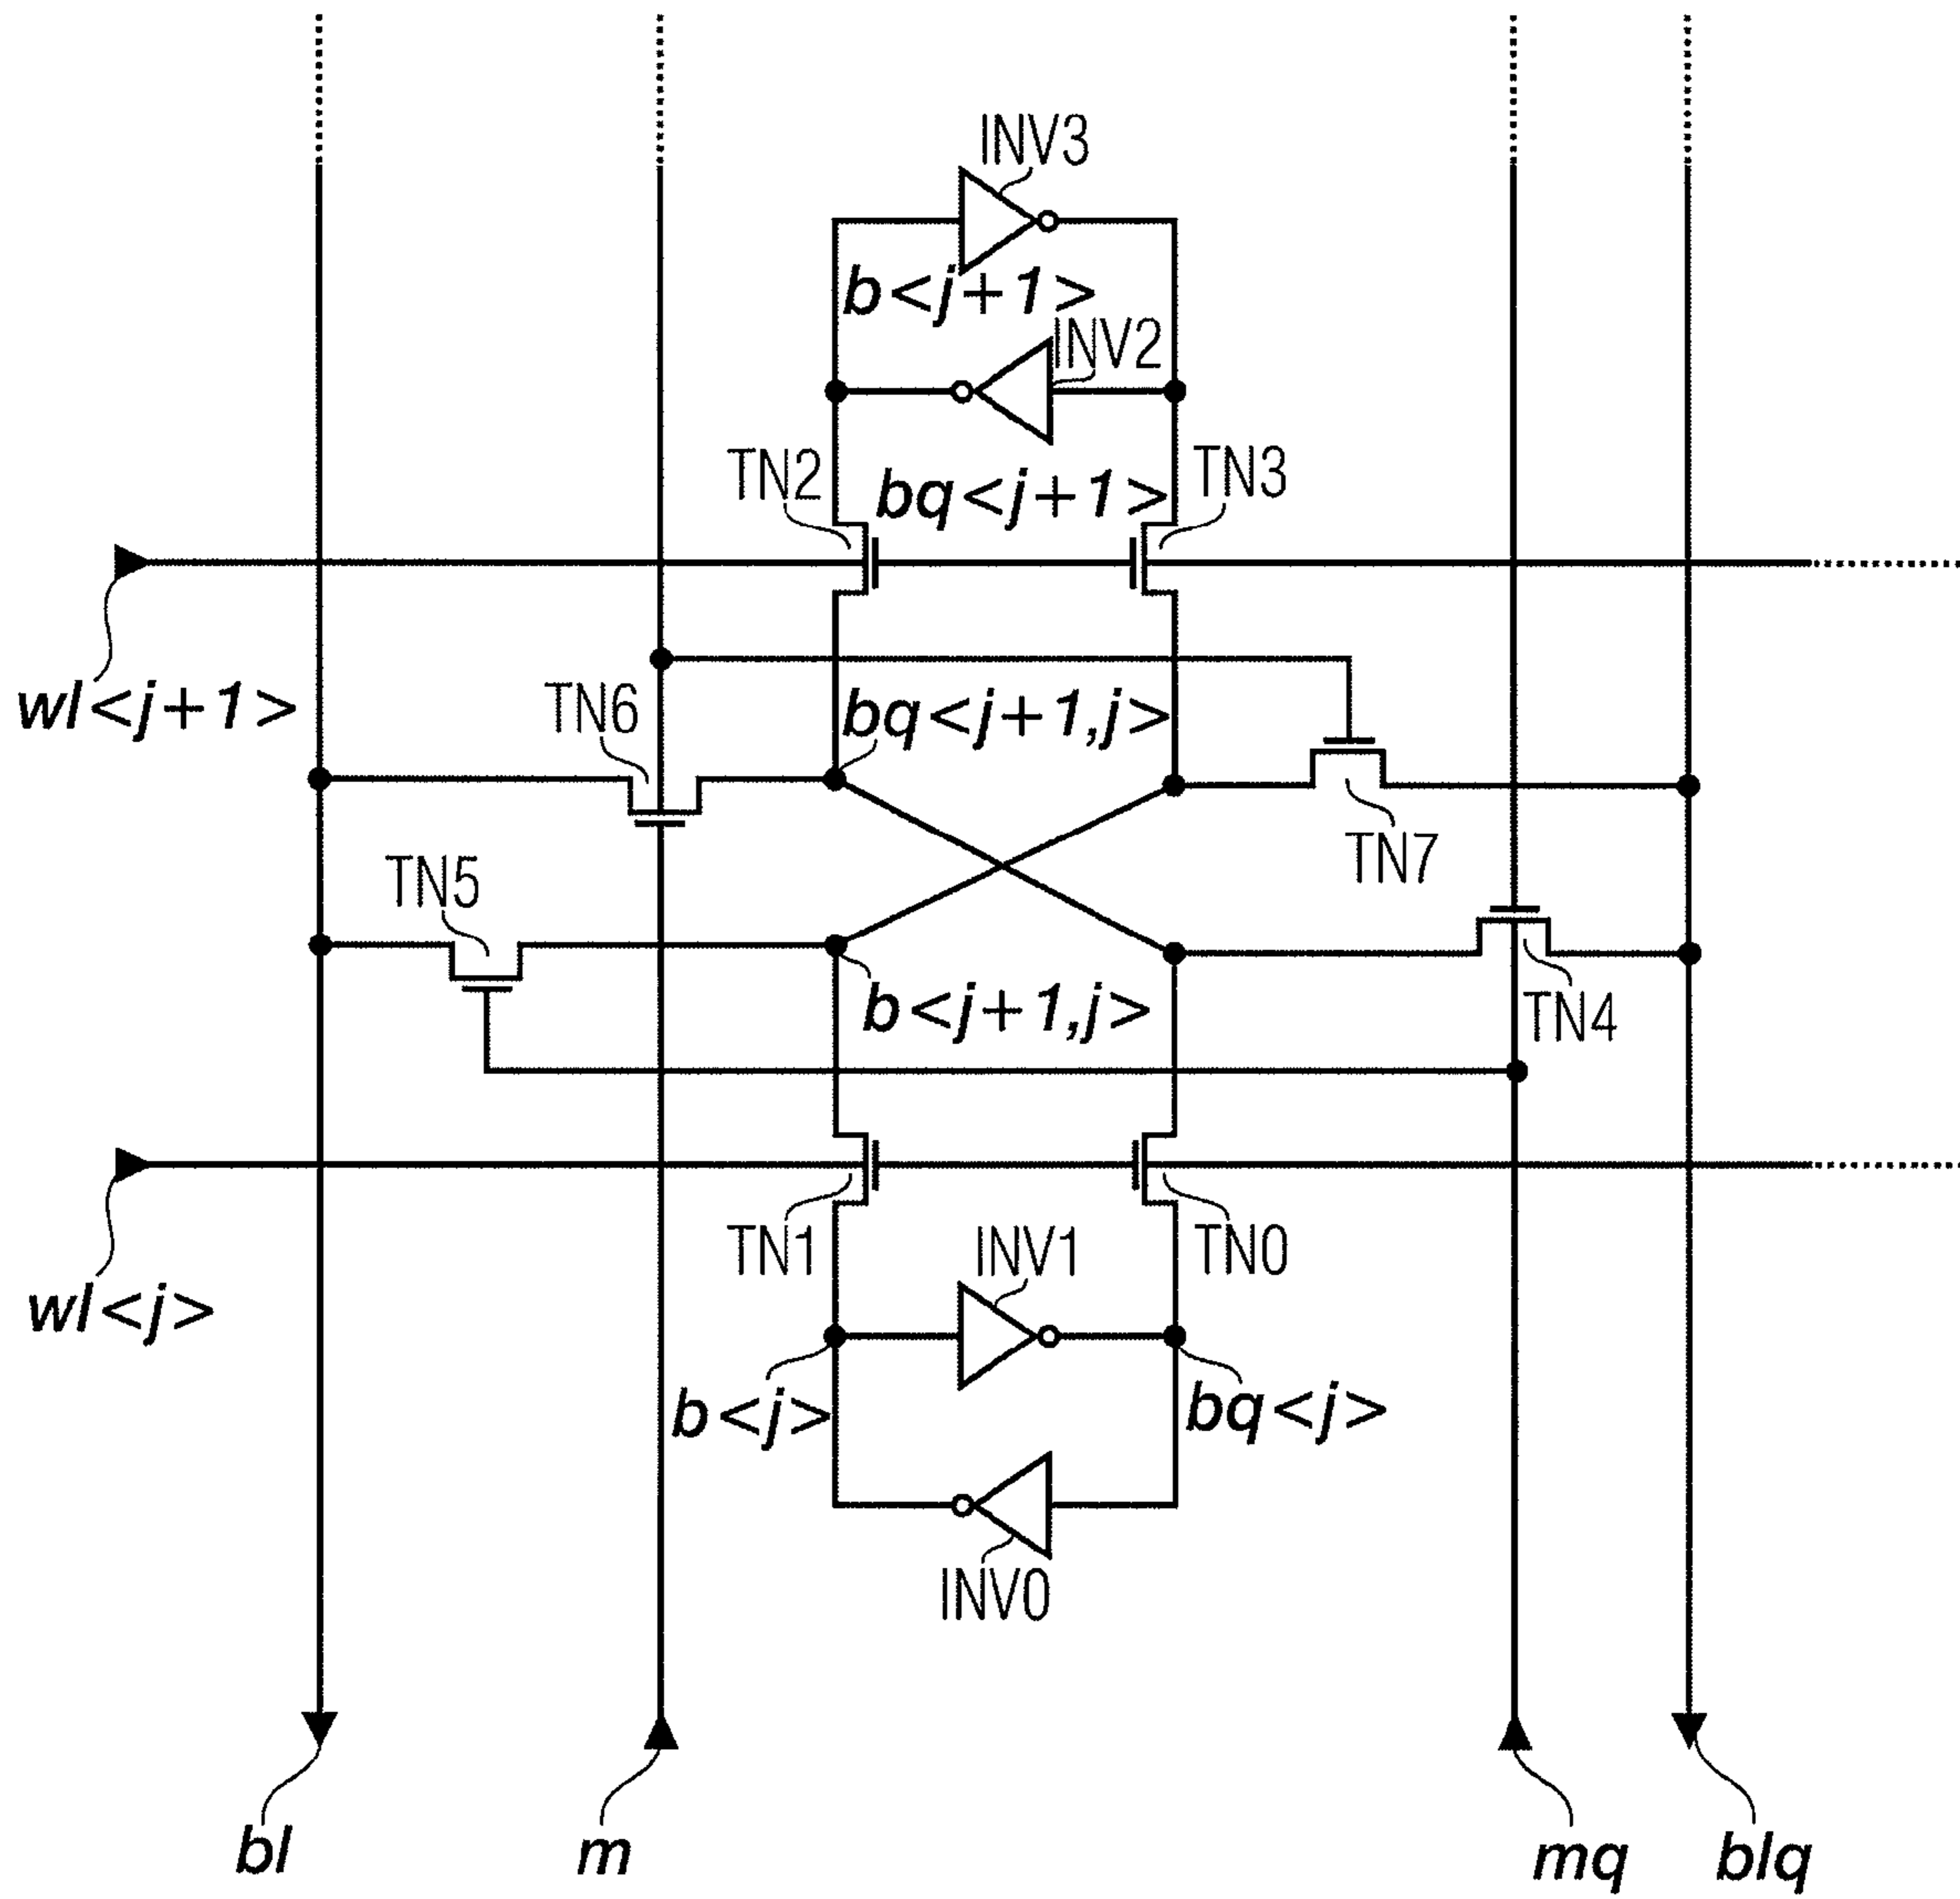 INV3
b<j+1>
INV2
TN2
bq<j+1>
TN3
wl<j+1>
TN6
bq<j+1,j>
TN7
TN5
b<j+1,j>
TN4
wl<j>
TN1
INV1
TN0
b<j>
bq<j>
INV0
bl
m
mq
blq